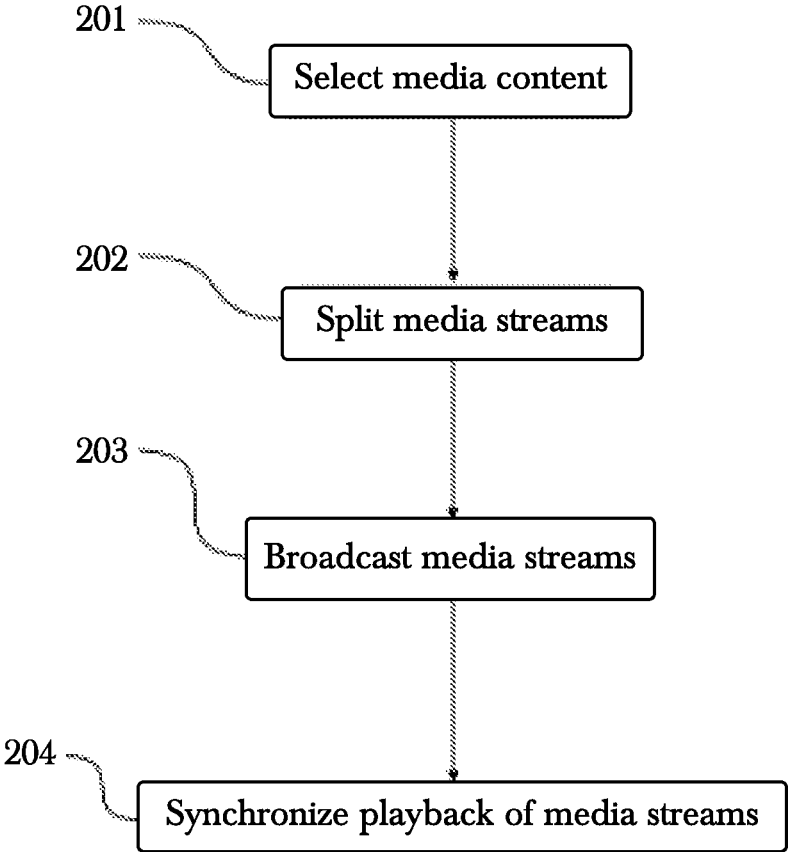 201
Select media content
202
Split media streams
203
Broadcast media streams
204
Synchronize playback of media streams